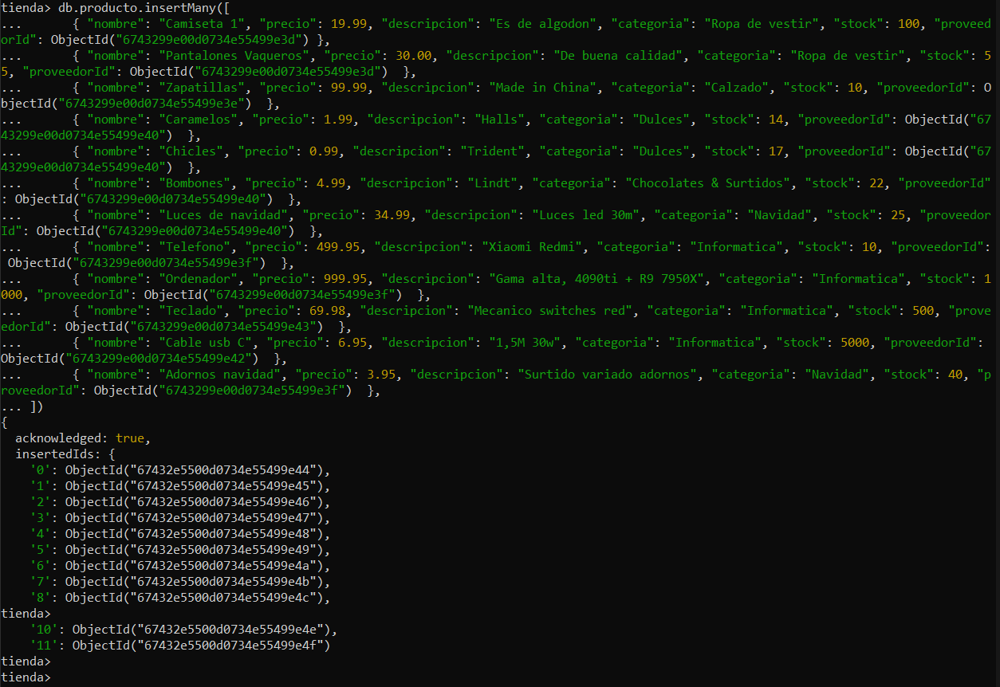 tienda> db.producto.insertMany([
...       { "nombre": "Camiseta 1", "precio": 19.99, "descripcion": "Es de algodon", "categoria": "Ropa de vestir", "stock": 100, "proveed
orId": ObjectId("6743299e00d0734e55499e3d") },
...       { "nombre": "Pantalones Vaqueros", "precio": 30.00, "descripcion": "De buena calidad", "categoria": "Ropa de vestir", "stock": 5
5, "proveedorId": ObjectId("6743299e00d0734e55499e3d")  },
...       { "nombre": "Zapatillas", "precio": 99.99, "descripcion": "Made in China", "categoria": "Calzado", "stock": 10, "proveedorId": O
bjectId("6743299e00d0734e55499e3e")  },
...       { "nombre": "Caramelos", "precio": 1.99, "descripcion": "Halls", "categoria": "Dulces", "stock": 14, "proveedorId": ObjectId("67
43299e00d0734e55499e40")  },
...       { "nombre": "Chicles", "precio": 0.99, "descripcion": "Trident", "categoria": "Dulces", "stock": 17, "proveedorId": ObjectId("67
43299e00d0734e55499e40")  },
...       { "nombre": "Bombones", "precio": 4.99, "descripcion": "Lindt", "categoria": "Chocolates & Surtidos", "stock": 22, "proveedorId"
: ObjectId("6743299e00d0734e55499e40")  },
...       { "nombre": "Luces de navidad", "precio": 34.99, "descripcion": "Luces led 30m", "categoria": "Navidad", "stock": 25, "proveedor
Id": ObjectId("6743299e00d0734e55499e40")  },
...       { "nombre": "Telefono", "precio": 499.95, "descripcion": "Xiaomi Redmi", "categoria": "Informatica", "stock": 10, "proveedorId":
 ObjectId("6743299e00d0734e55499e3f")  },
...       { "nombre": "Ordenador", "precio": 999.95, "descripcion": "Gama alta, 4090ti + R9 7950X", "categoria": "Informatica", "stock": 1
000, "proveedorId": ObjectId("6743299e00d0734e55499e3f")  },
...       { "nombre": "Teclado", "precio": 69.98, "descripcion": "Mecanico switches red", "categoria": "Informatica", "stock": 500, "prove
edorId": ObjectId("6743299e00d0734e55499e43")  },
...       { "nombre": "Cable usb C", "precio": 6.95, "descripcion": "1,5M 30w", "categoria": "Informatica", "stock": 5000, "proveedorId":
ObjectId("6743299e00d0734e55499e42")  },
...       { "nombre": "Adornos navidad", "precio": 3.95, "descripcion": "Surtido variado adornos", "categoria": "Navidad", "stock": 40, "p
roveedorId": ObjectId("6743299e00d0734e55499e3f")  },
... ])
{
  acknowledged: true,
  insertedIds: {
    '0': ObjectId("67432e5500d0734e55499e44"),
    '1': ObjectId("67432e5500d0734e55499e45"),
    '2': ObjectId("67432e5500d0734e55499e46"),
    '3': ObjectId("67432e5500d0734e55499e47"),
    '4': ObjectId("67432e5500d0734e55499e48"),
    '5': ObjectId("67432e5500d0734e55499e49"),
    '6': ObjectId("67432e5500d0734e55499e4a"),
    '7': ObjectId("67432e5500d0734e55499e4b"),
    '8': ObjectId("67432e5500d0734e55499e4c"),
tienda>
    '10': ObjectId("67432e5500d0734e55499e4e"),
    '11': ObjectId("67432e5500d0734e55499e4f")
tienda>
tienda>